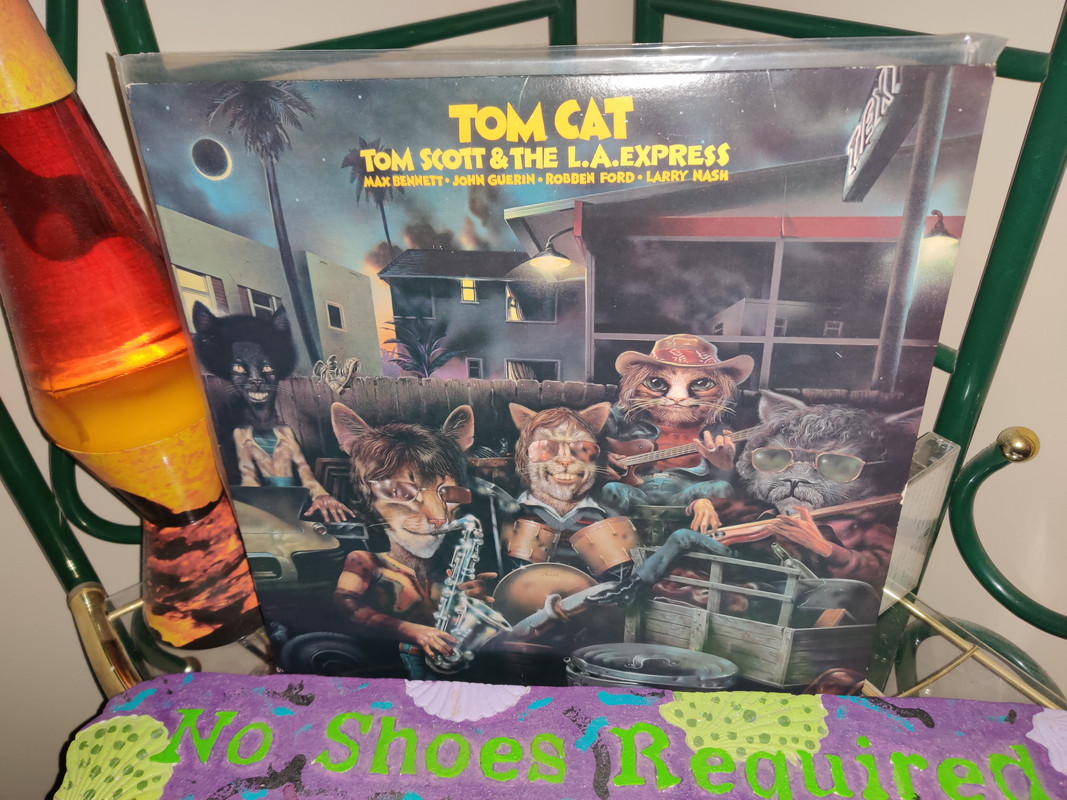 TOM CAT
TOM SCOTT & THE L.A. EXPRESS
MAX BENNETT • JOHN GUERIN • ROBBEN FORD • LARRY NASH
No Shoes Required